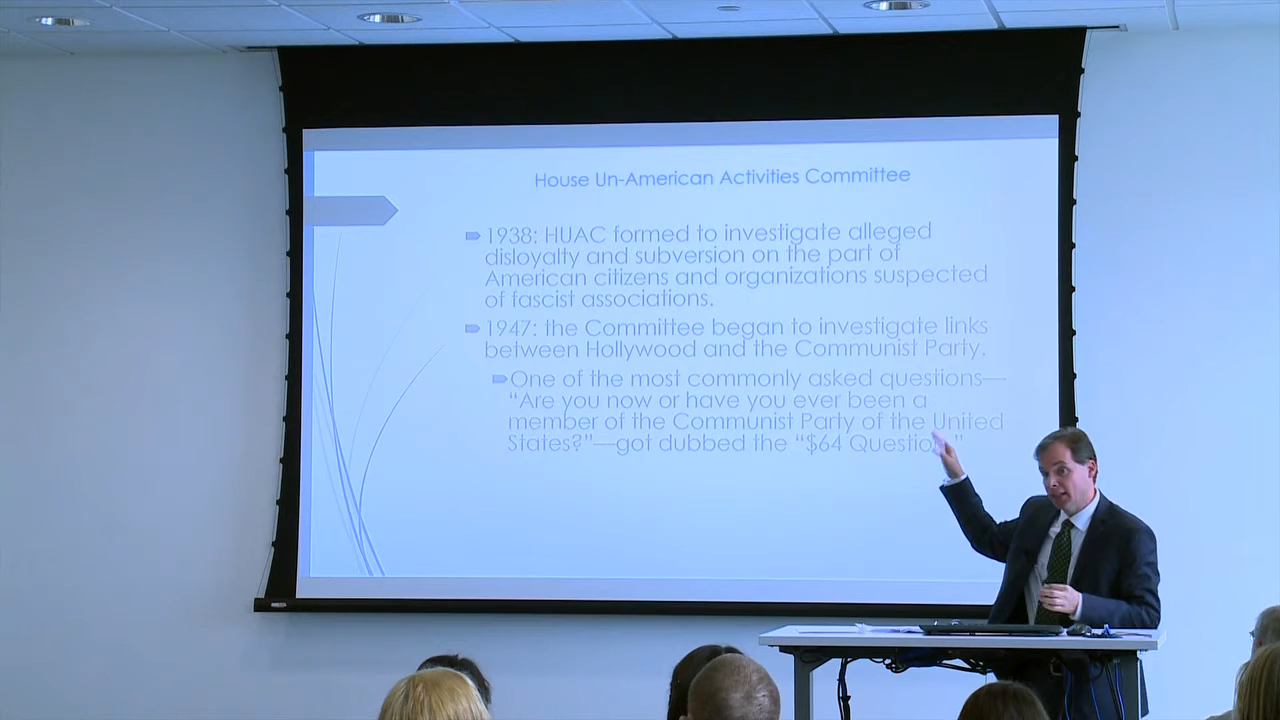 House Un-American Activities Committee
1938: HUAC formed to investigate alleged
disloyalty and subversion on the part of
American citizens and organizations suspected
of fascist associations.
1947: the Committee began to investigate links
between Hollywood and the Communist Party.
One of the most commonly asked questions—
“Are you now or have you ever been a
member of the Communist Party of the United
States?”—got dubbed the “$64 Question”